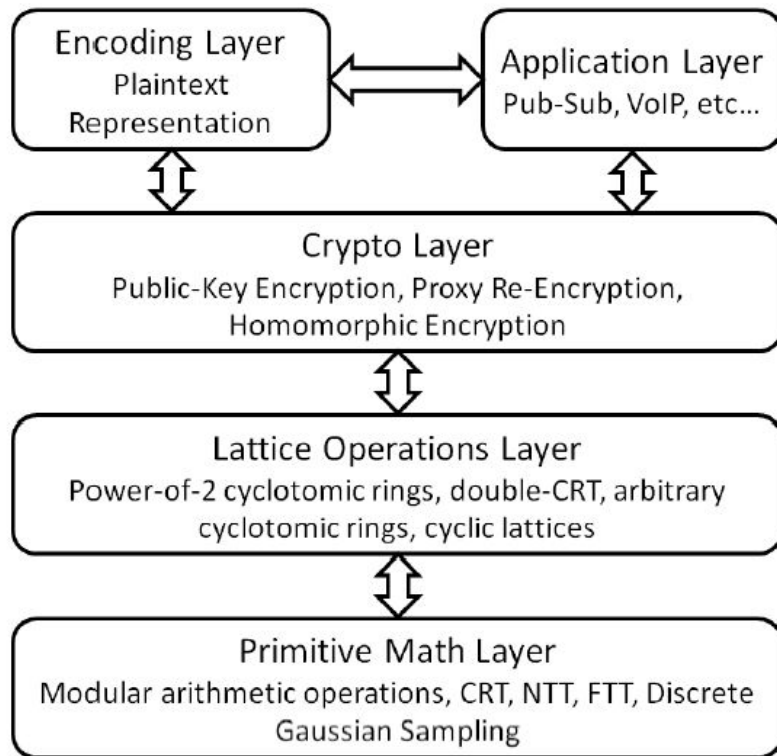 Encoding Layer
Plaintext
Representation
Application Layer
Pub-Sub, VoIP, etc…
Crypto Layer
Public-Key Encryption, Proxy Re-Encryption,
Homomorphic Encryption
Lattice Operations Layer
Power-of-2 cyclotomic rings, double-CRT, arbitrary
cyclotomic rings, cyclic lattices
Primitive Math Layer
Modular arithmetic operations, CRT, NTT, FTT, Discrete
Gaussian Sampling